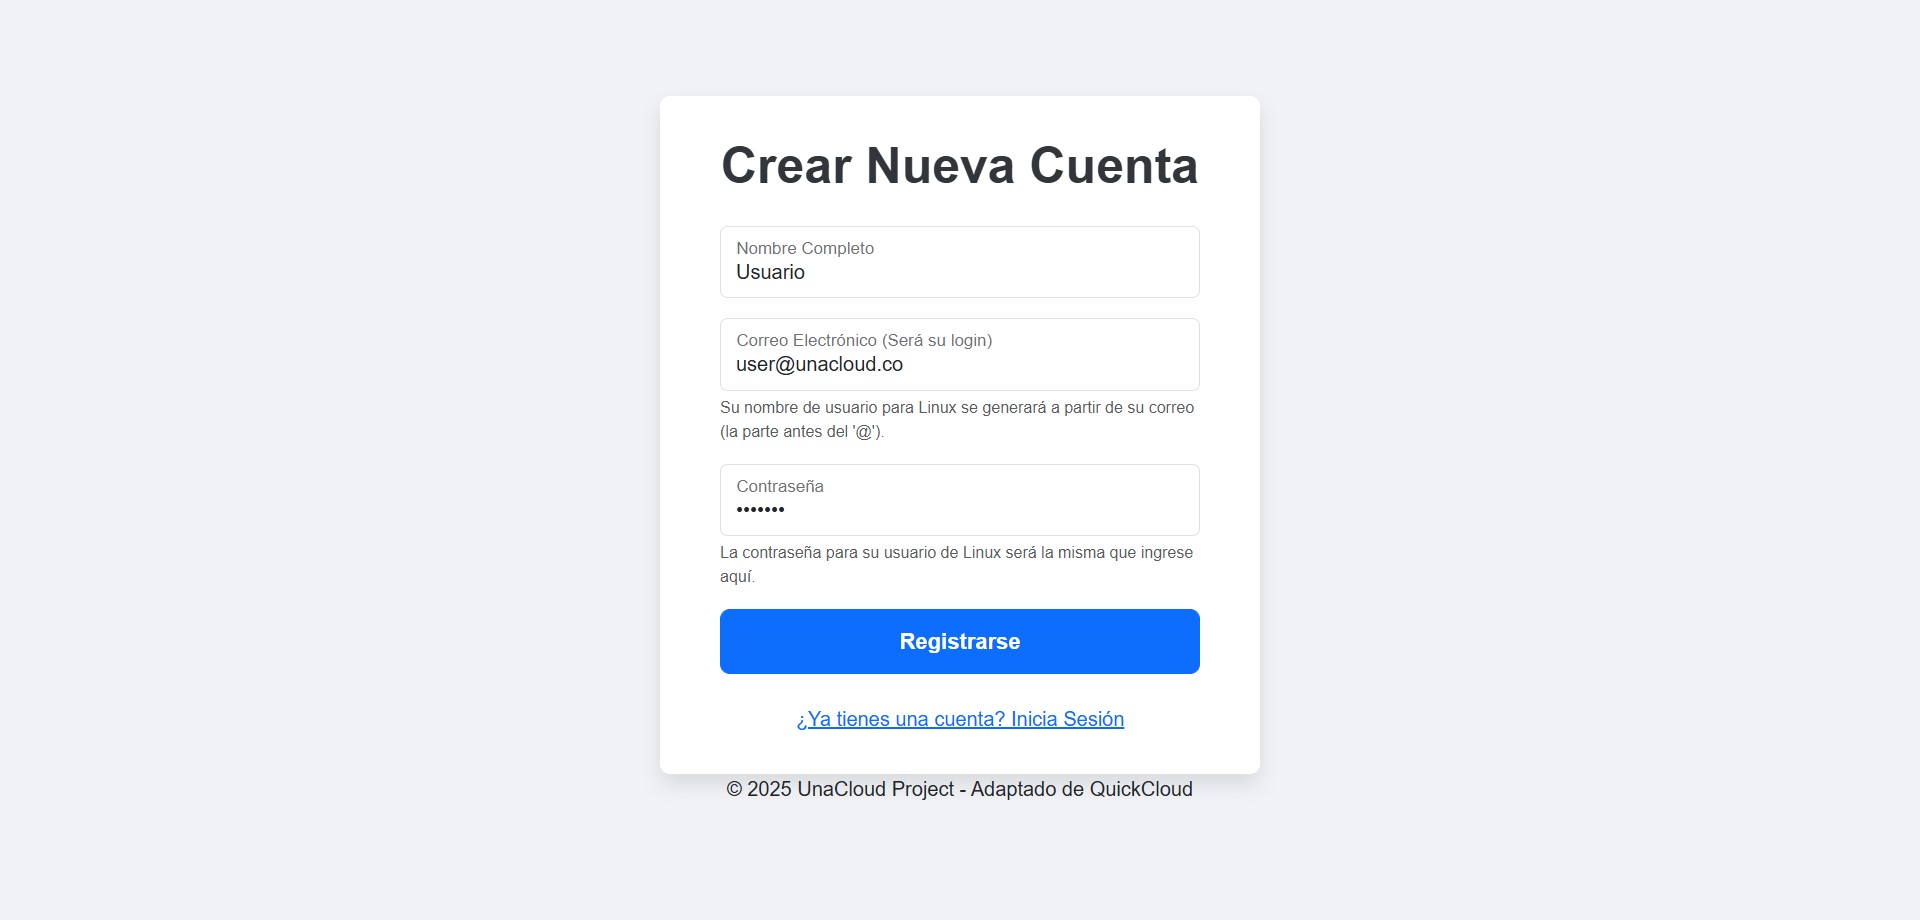 Crear Nueva Cuenta
Nombre Completo
Usuario
Correo Electrónico (Será su login)
user@unacloud.co
Su nombre de usuario para Linux se generará a partir de su correo
(la parte antes del '@').
Contraseña
•••••••
La contraseña para su usuario de Linux será la misma que ingrese
aquí.
Registrarse
¿Ya tienes una cuenta? Inicia Sesión
© 2025 UnaCloud Project - Adaptado de QuickCloud